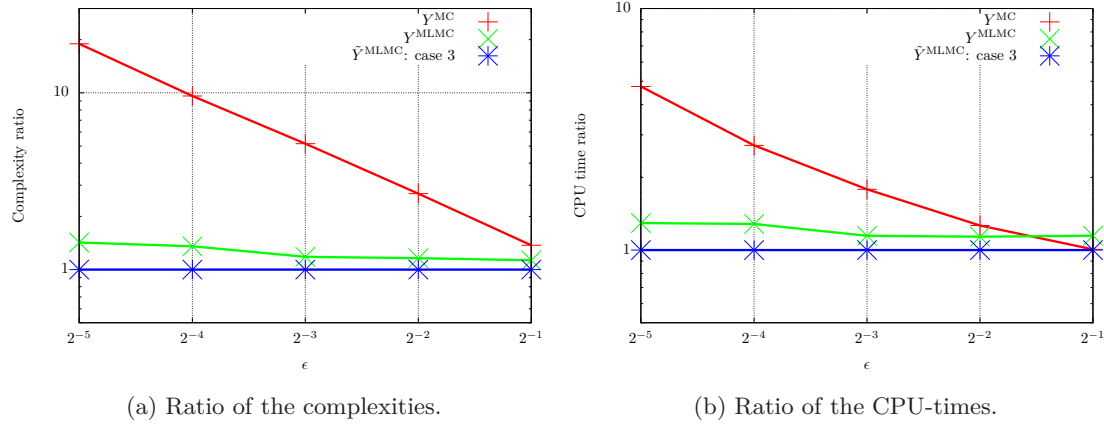 Complexity ratio
10
1
Y^MC
Y^MLMC
Ỹ^MLMC: case 3
2^−5 2^−4 2^−3 2^−2 2^−1
ϵ
(a) Ratio of the complexities.
CPU time ratio
10
1
Y^MC
Y^MLMC
Ỹ^MLMC: case 3
2^−5 2^−4 2^−3 2^−2 2^−1
ϵ
(b) Ratio of the CPU-times.